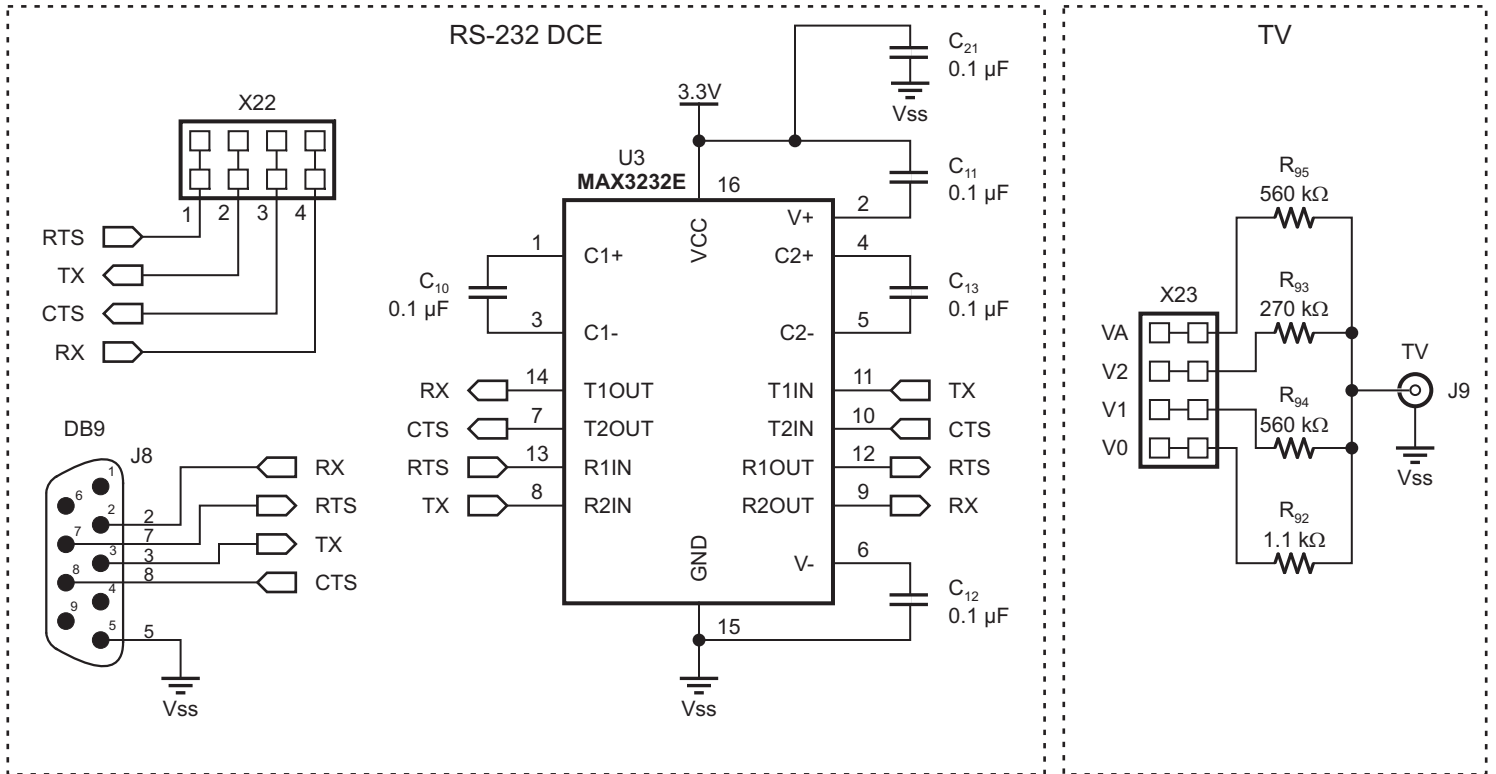 RS-232 DCE
X22
1 2 3 4
RTS
TX
CTS
RX
DB9
J8
1
6
2
7
3
8
4
9
5
2
7
3
8
5
RX
RTS
TX
CTS
Vss
3.3V
C21
0.1 µF
Vss
U3
MAX3232E
16
VCC
C11
0.1 µF
V+ 2
1 C1+
C10
0.1 µF
3 C1-
C2+ 4
C13
0.1 µF
C2- 5
RX 14 T1OUT
T1IN 11 TX
CTS 7 T2OUT
T2IN 10 CTS
RTS 13 R1IN
R1OUT 12 RTS
TX 8 R2IN
R2OUT 9 RX
GND
V- 6
C12
0.1 µF
15
Vss
TV
R95
560 kΩ
R93
270 kΩ
X23
VA
V2
V1
V0
R94
560 kΩ
R92
1.1 kΩ
TV
J9
Vss